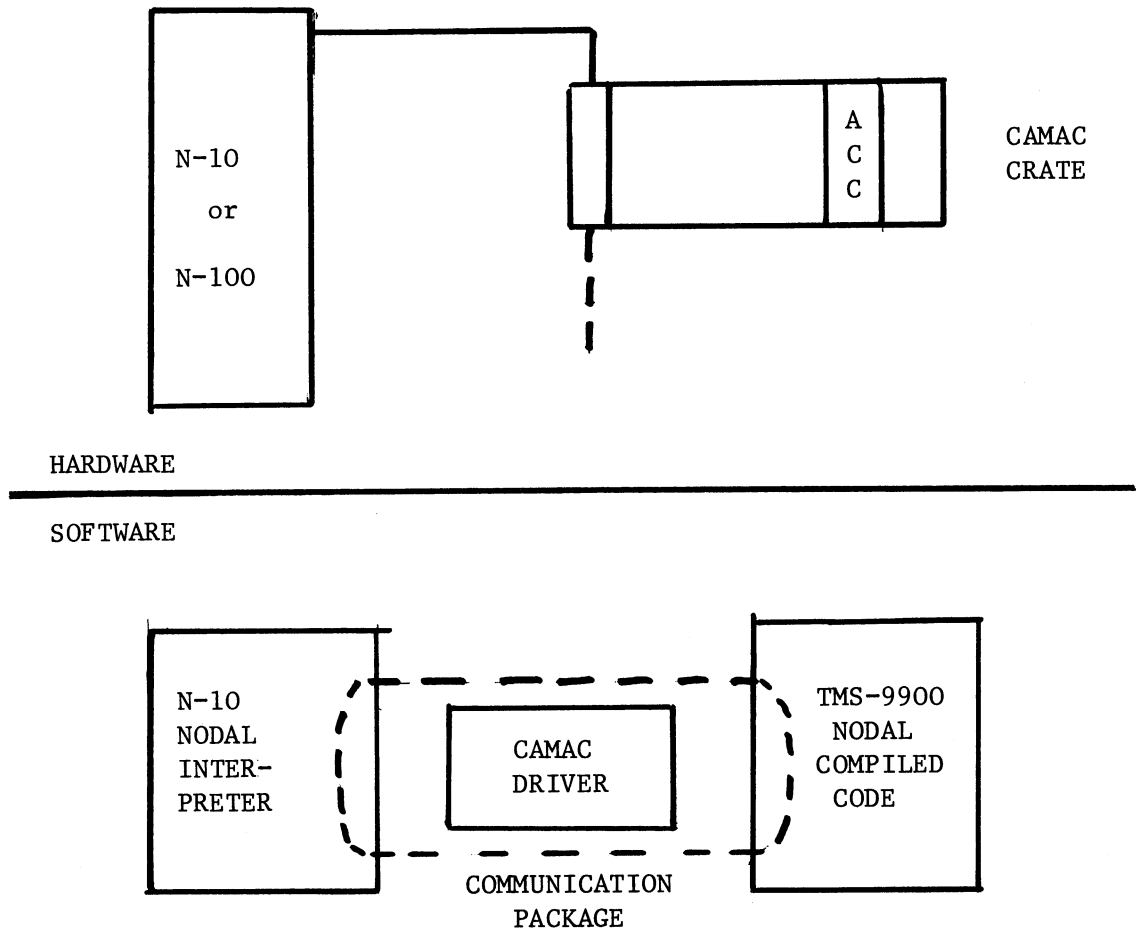 N-10
or
N-100
A
C
C
CAMAC
CRATE
HARDWARE
SOFTWARE
N-10
NODAL
INTER-
PRETER
CAMAC
DRIVER
TMS-9900
NODAL
COMPILED
CODE
COMMUNICATION
PACKAGE